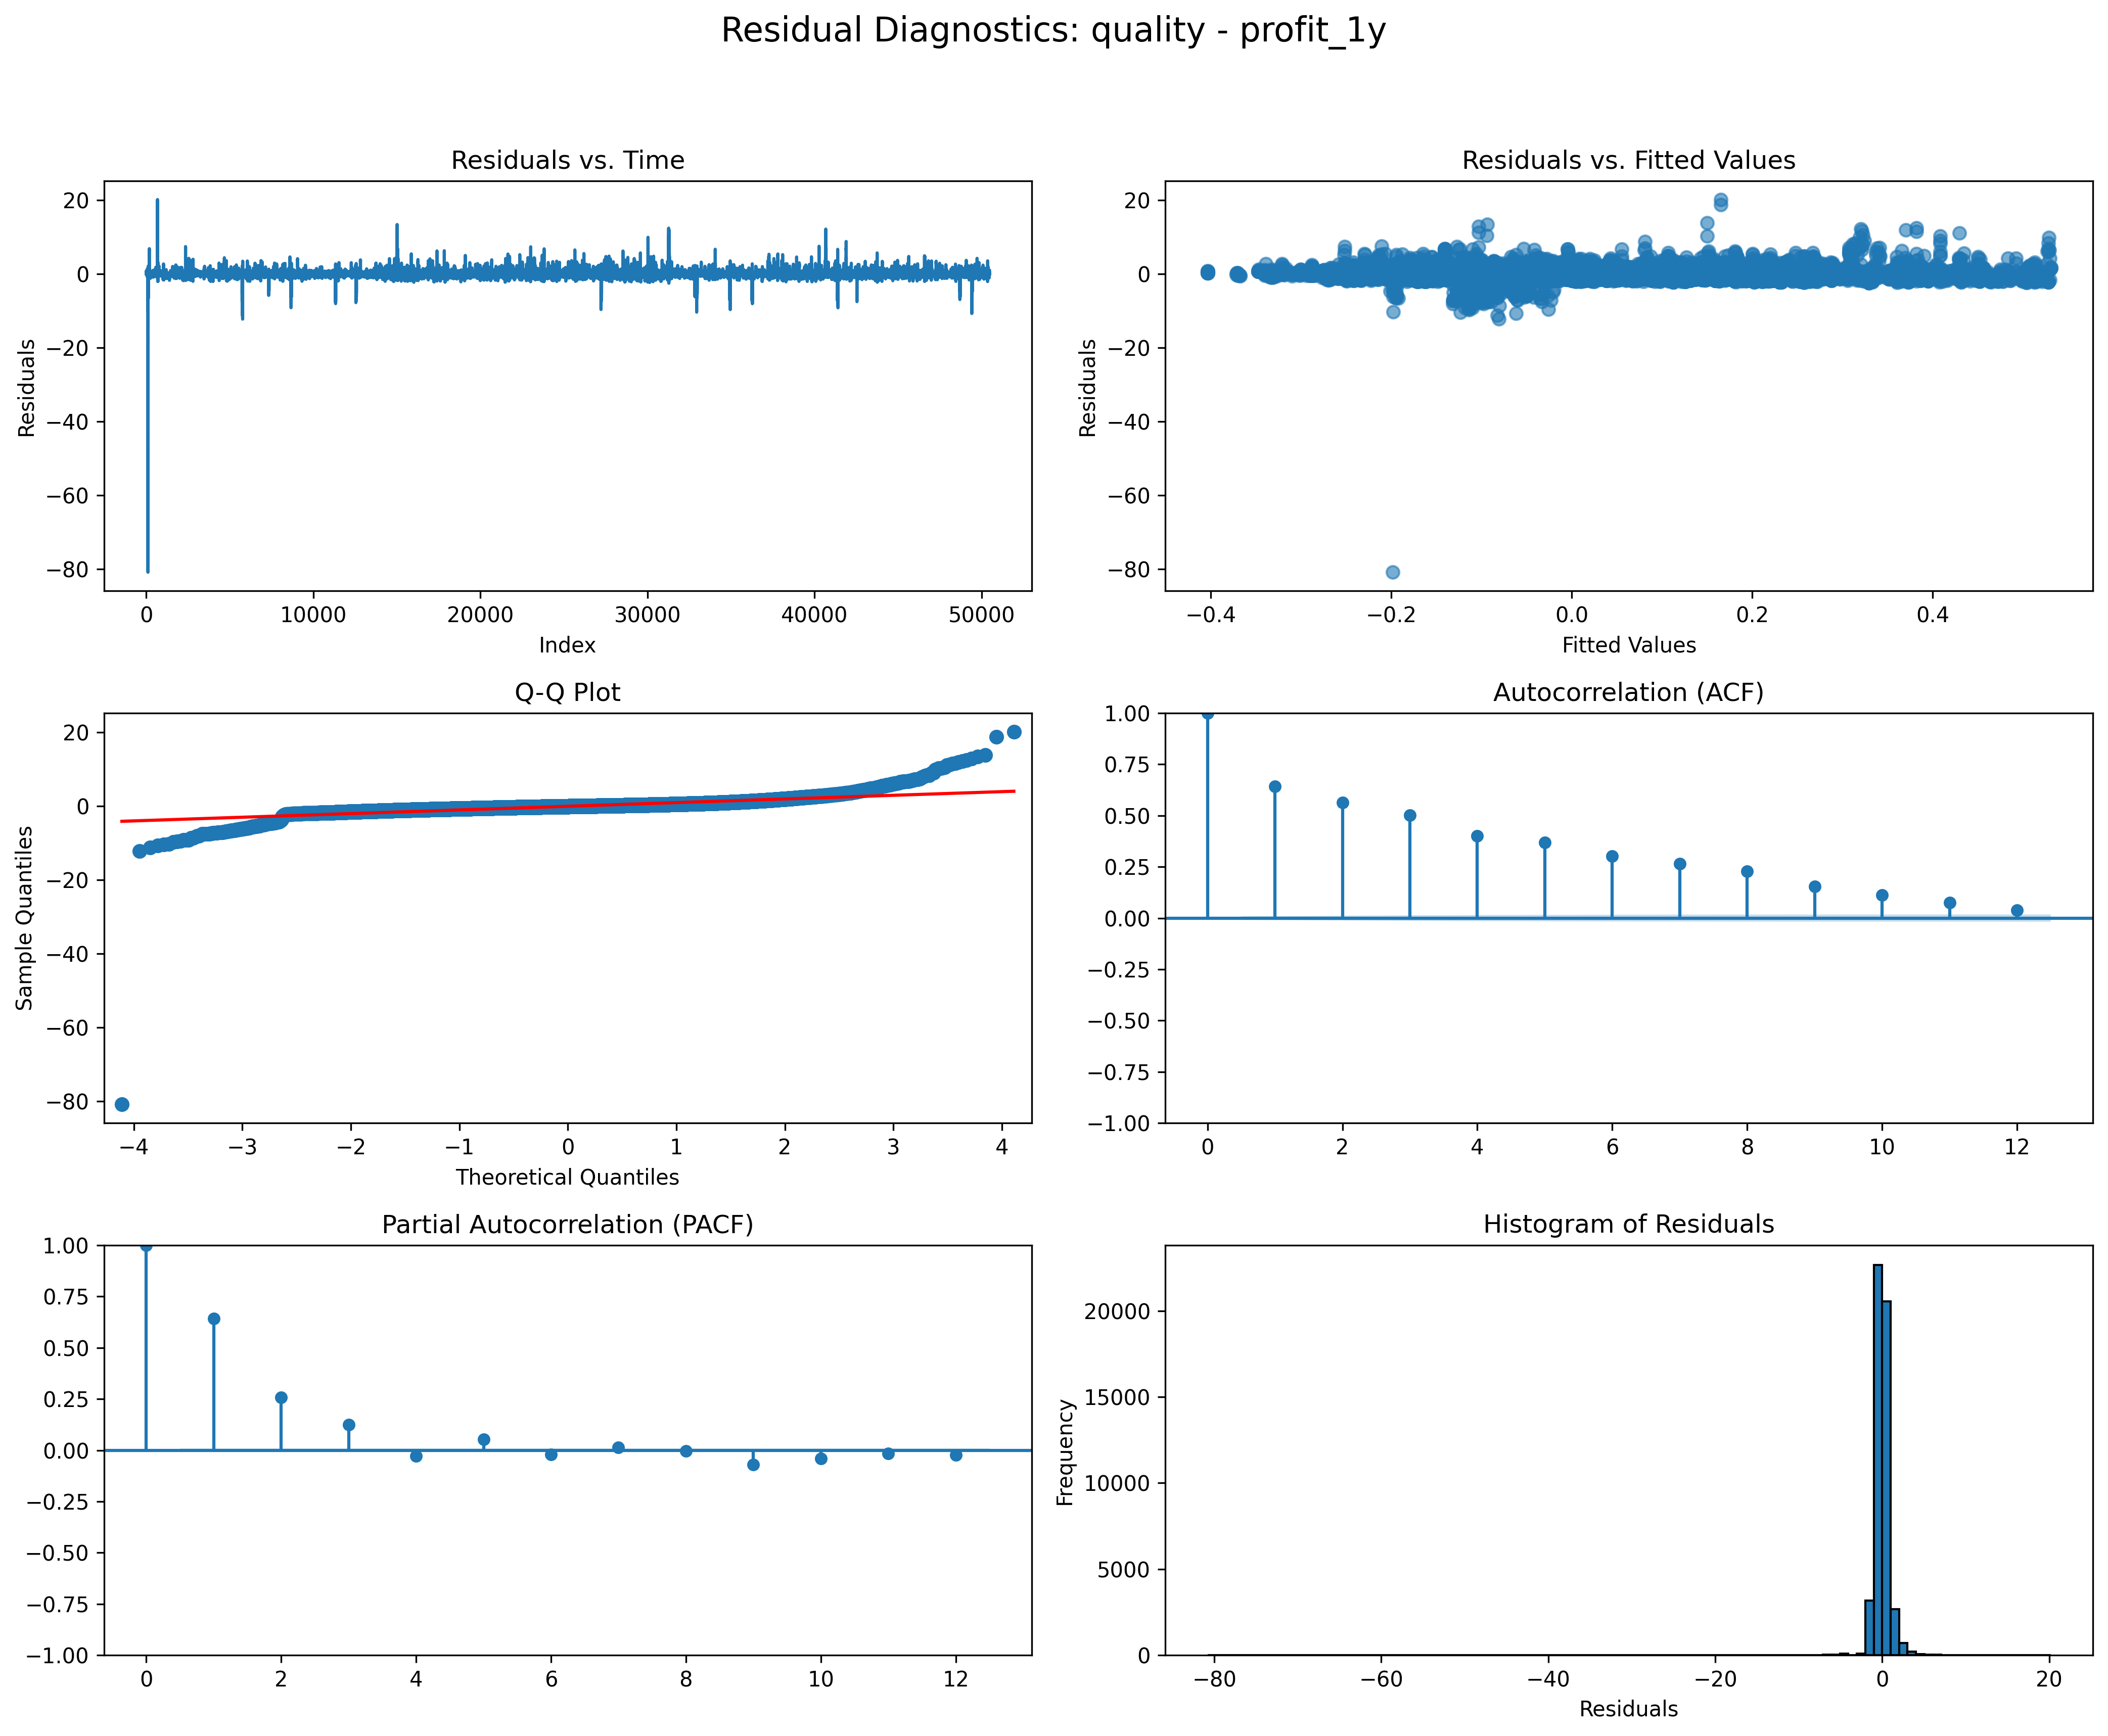 Residual Diagnostics: quality - profit_1y
Residuals vs. Time
Residuals
20
0
−20
−40
−60
−80
0 10000 20000 30000 40000 50000
Index
Residuals vs. Fitted Values
Residuals
20
0
−20
−40
−60
−80
−0.4 −0.2 0.0 0.2 0.4
Fitted Values
Q-Q Plot
Sample Quantiles
20
0
−20
−40
−60
−80
−4 −3 −2 −1 0 1 2 3 4
Theoretical Quantiles
Autocorrelation (ACF)
1.00
0.75
0.50
0.25
0.00
−0.25
−0.50
−0.75
−1.00
0 2 4 6 8 10 12
Partial Autocorrelation (PACF)
1.00
0.75
0.50
0.25
0.00
−0.25
−0.50
−0.75
−1.00
0 2 4 6 8 10 12
Histogram of Residuals
Frequency
20000
15000
10000
5000
0
−80 −60 −40 −20 0 20
Residuals